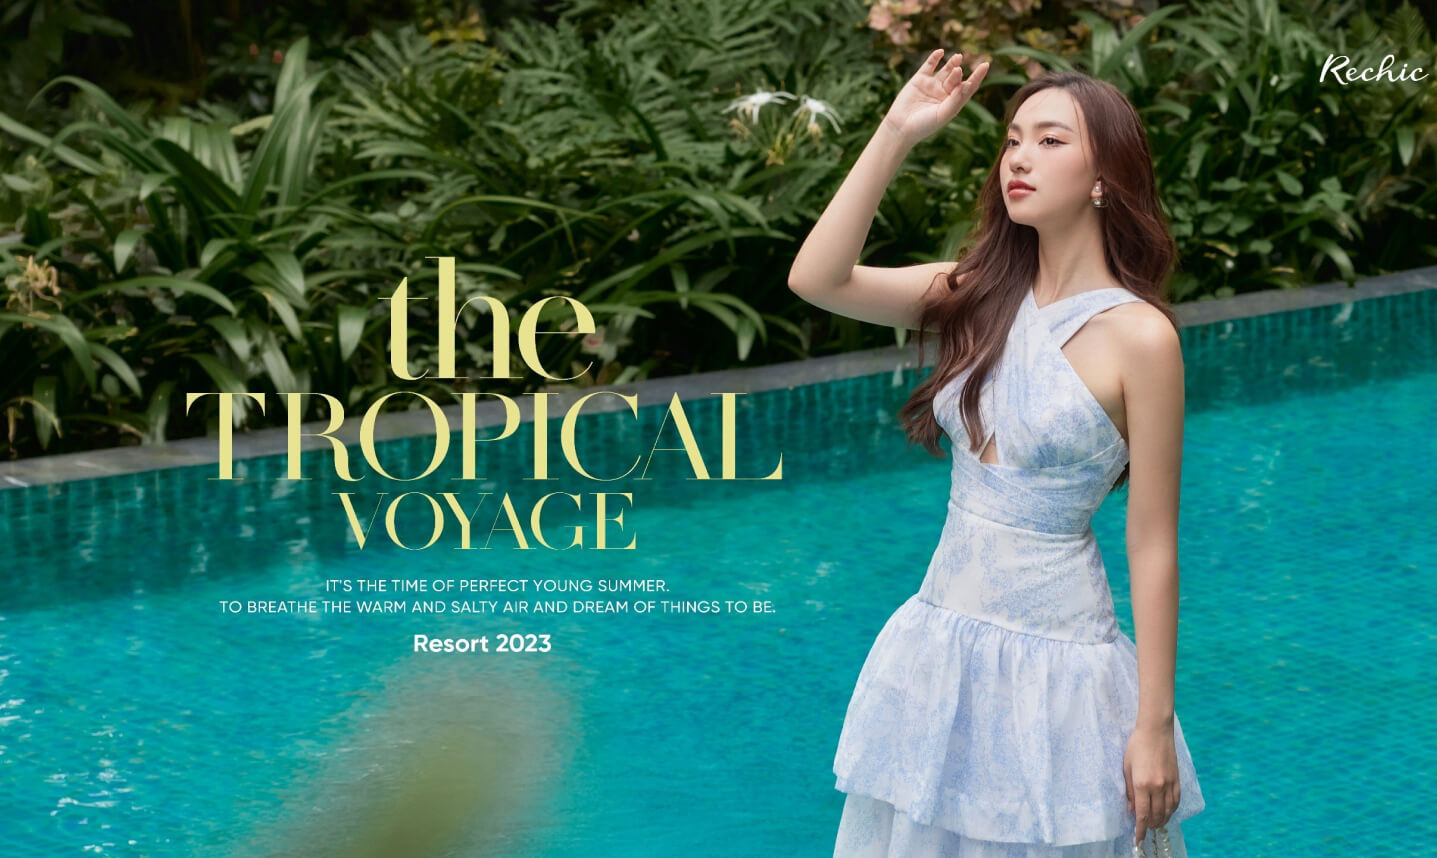 Rechic
the
TROPICAL
VOYAGE
IT'S THE TIME OF PERFECT YOUNG SUMMER.
TO BREATHE THE WARM AND SALTY AIR AND DREAM OF THINGS TO BE.
Resort 2023